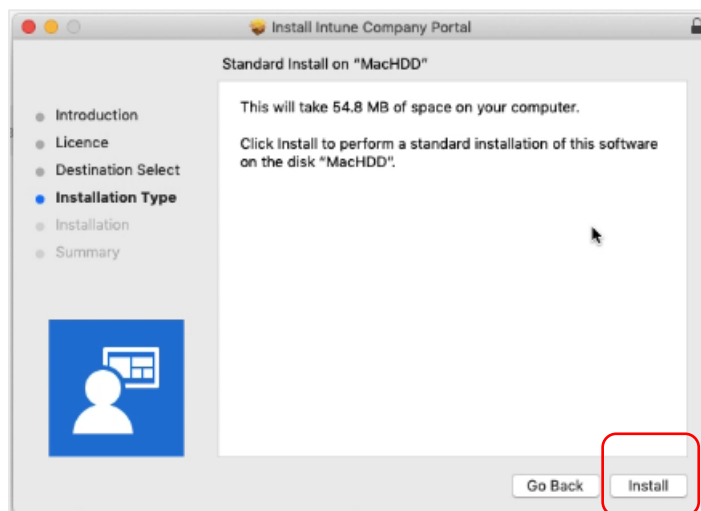 Install Intune Company Portal
Standard Install on “MacHDD”
Introduction
Licence
Destination Select
Installation Type
Installation
Summary
This will take 54.8 MB of space on your computer.
Click Install to perform a standard installation of this software
on the disk “MacHDD”.
Go Back
Install